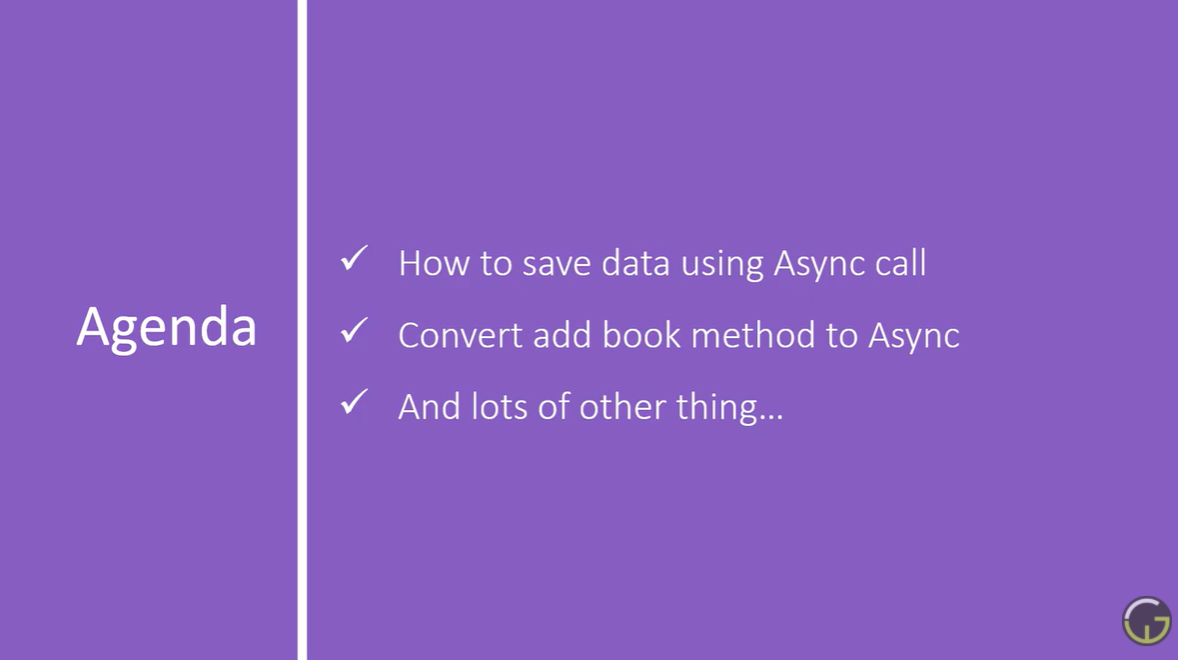 Agenda
How to save data using Async call
Convert add book method to Async
And lots of other thing...